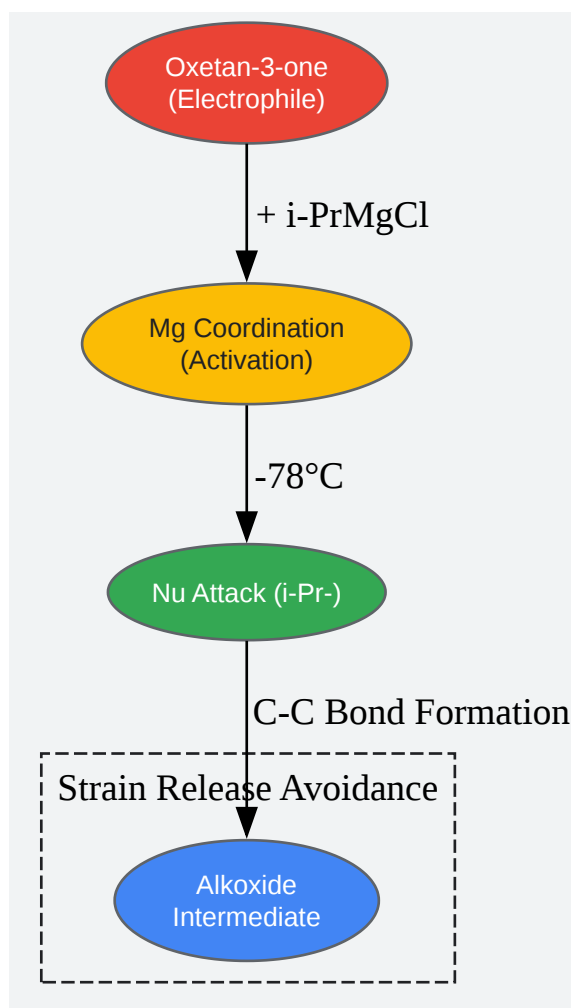 Oxetan-3-one
(Electrophile)
+ i-PrMgCl
Mg Coordination
(Activation)
-78°C
Nu Attack (i-Pr-)
C-C Bond Formation
Strain Release Avoidance
Alkoxide
Intermediate